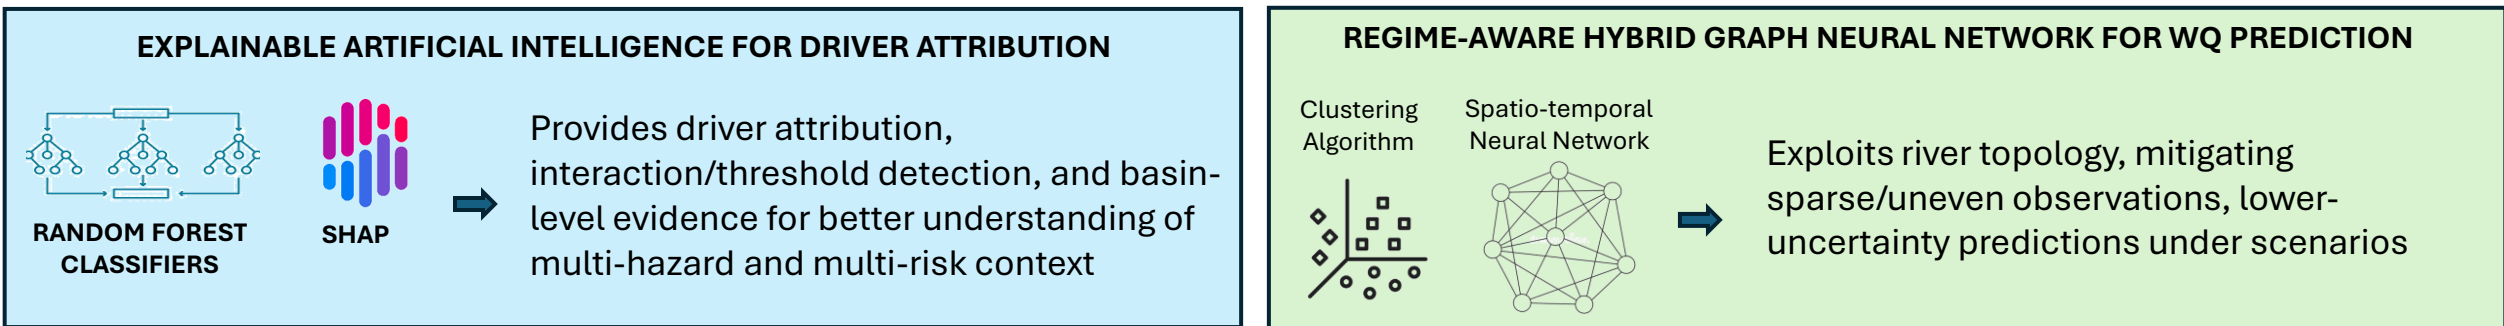 EXPLAINABLE ARTIFICIAL INTELLIGENCE FOR DRIVER ATTRIBUTION
RANDOM FOREST
CLASSIFIERS
SHAP
Provides driver attribution,
interaction/threshold detection, and basin-
level evidence for better understanding of
multi-hazard and multi-risk context
REGIME-AWARE HYBRID GRAPH NEURAL NETWORK FOR WQ PREDICTION
Clustering
Algorithm
Spatio-temporal
Neural Network
Exploits river topology, mitigating
sparse/uneven observations, lower-
uncertainty predictions under scenarios